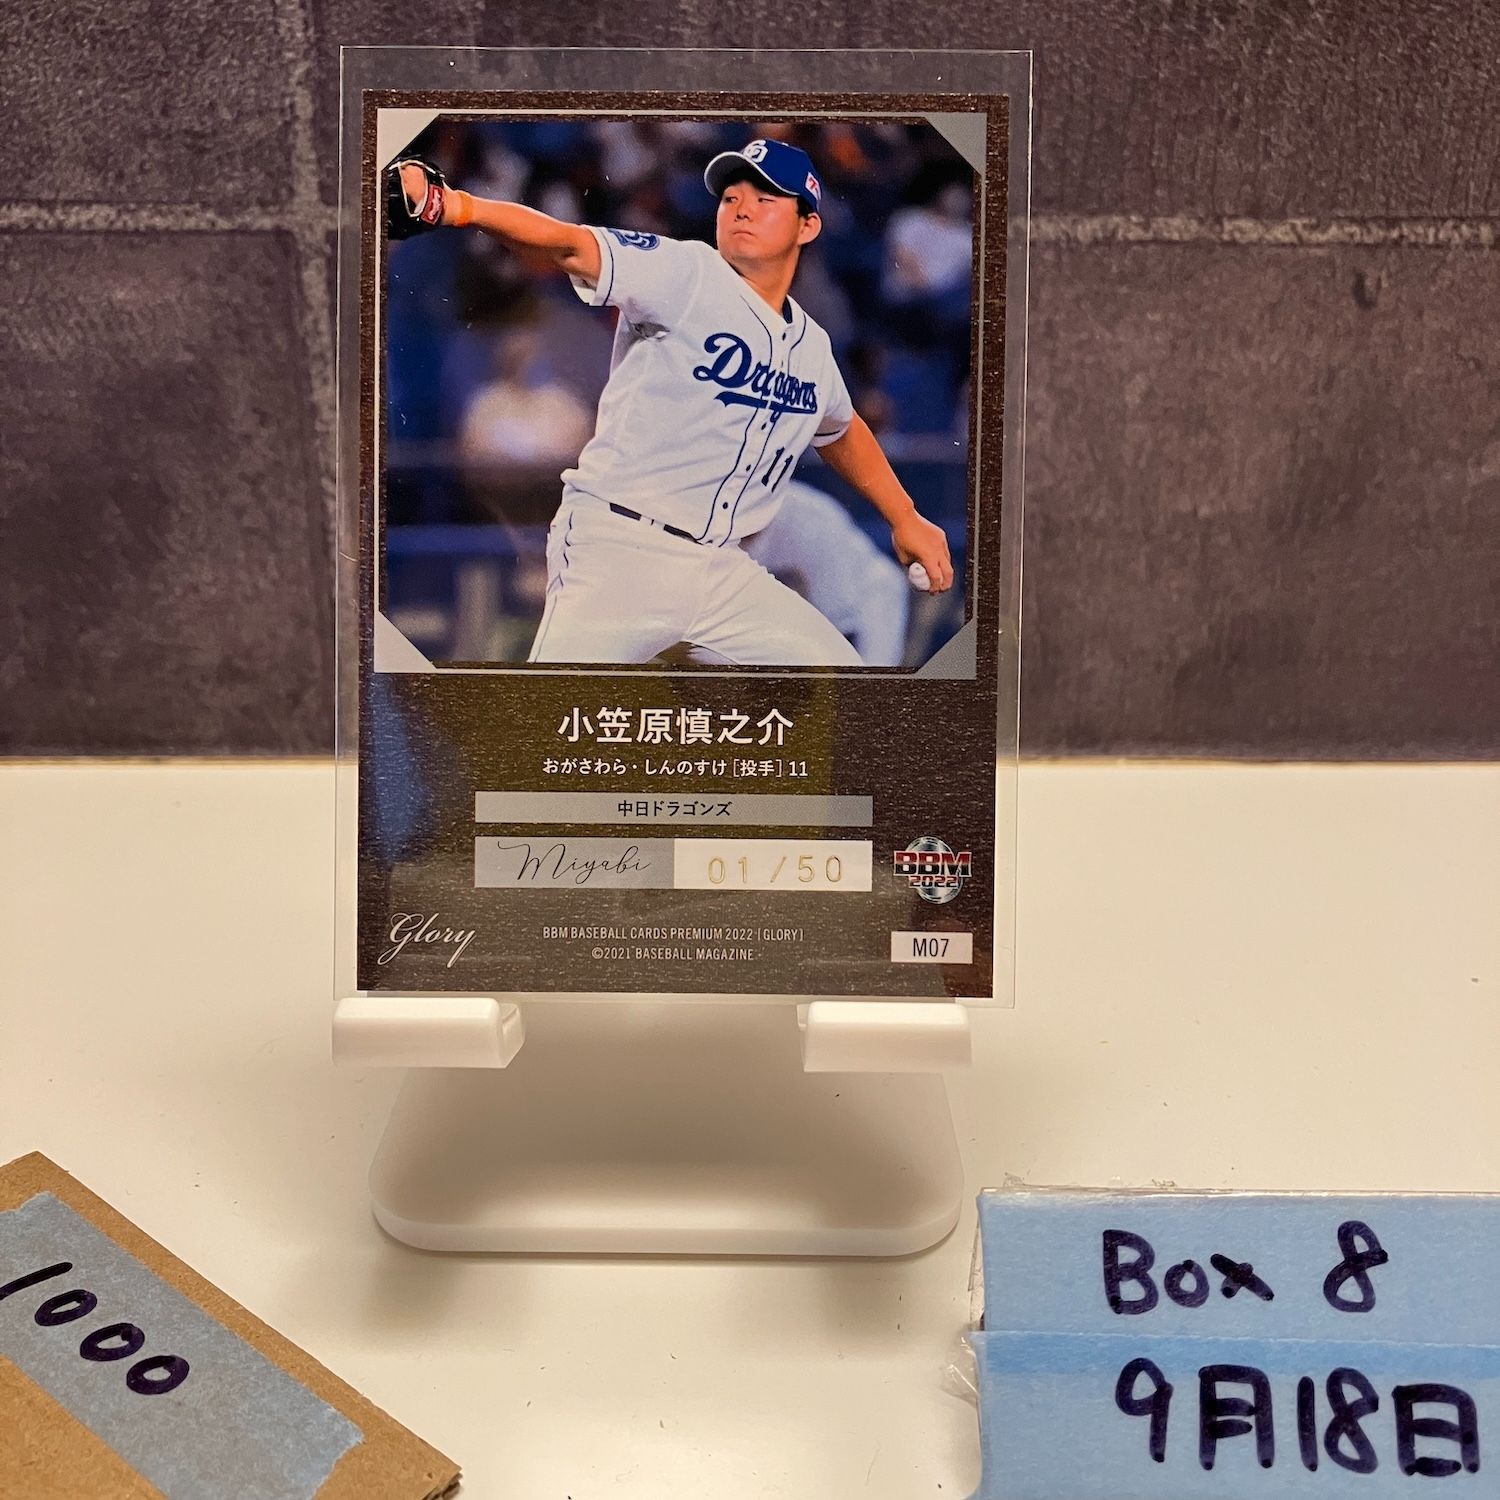 Dragons
11
小笠原慎之介
おがさわら・しんのすけ [投手] 11
中日ドラゴンズ
Miyabi 01/50
BBM
2022
Glory
BBM BASEBALL CARDS PREMIUM 2022 [GLORY]
©2021 BASEBALL MAGAZINE
M07
1000
Box 8
9月18日